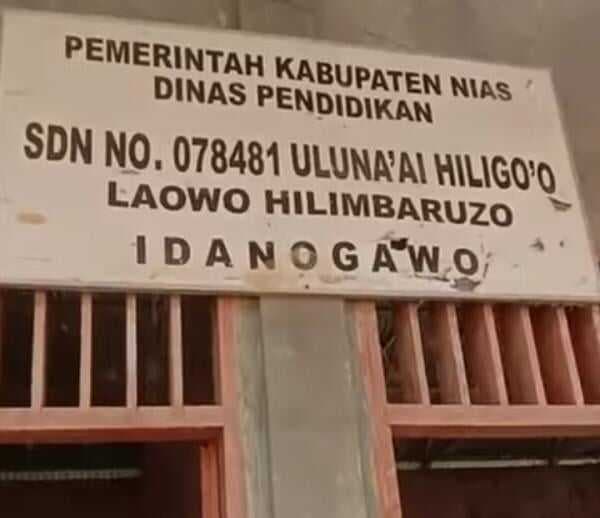 PEMERINTAH KABUPATEN NIAS
DINAS PENDIDIKAN
SDN NO. 078481 ULUNA'AI HILIGO'O
LAOWO HILIMBARUZO
IDANOGAWO